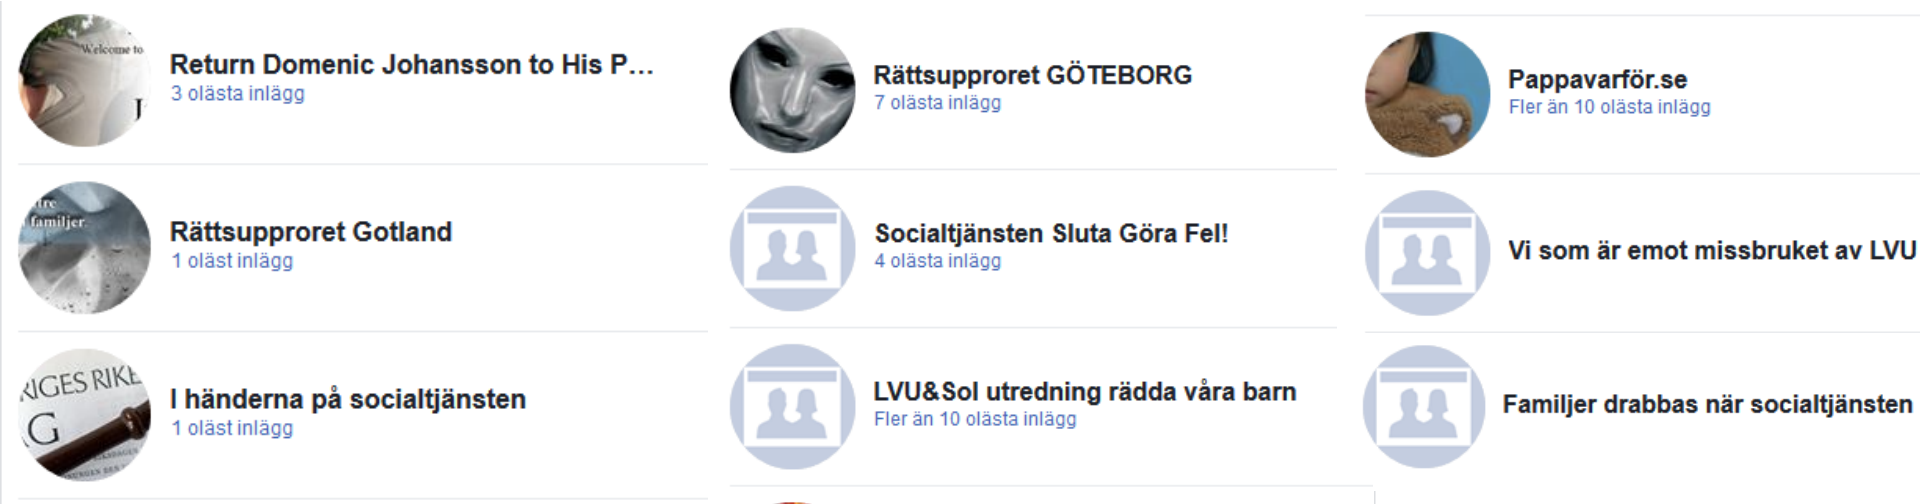 Welcome to
J
Return Domenic Johansson to His P...
3 olästa inlägg
tre
familjer.
Rättsupproret Gotland
1 oläst inlägg
RIGES RIKE
G
I händerna på socialtjänsten
1 oläst inlägg
Rättsupproret GÖTEBORG
7 olästa inlägg
Socialtjänsten Sluta Göra Fel!
4 olästa inlägg
LVU&Sol utredning rädda våra barn
Fler än 10 olästa inlägg
Pappavarför.se
Fler än 10 olästa inlägg
Vi som är emot missbruket av LVU
Familjer drabbas när socialtjänsten